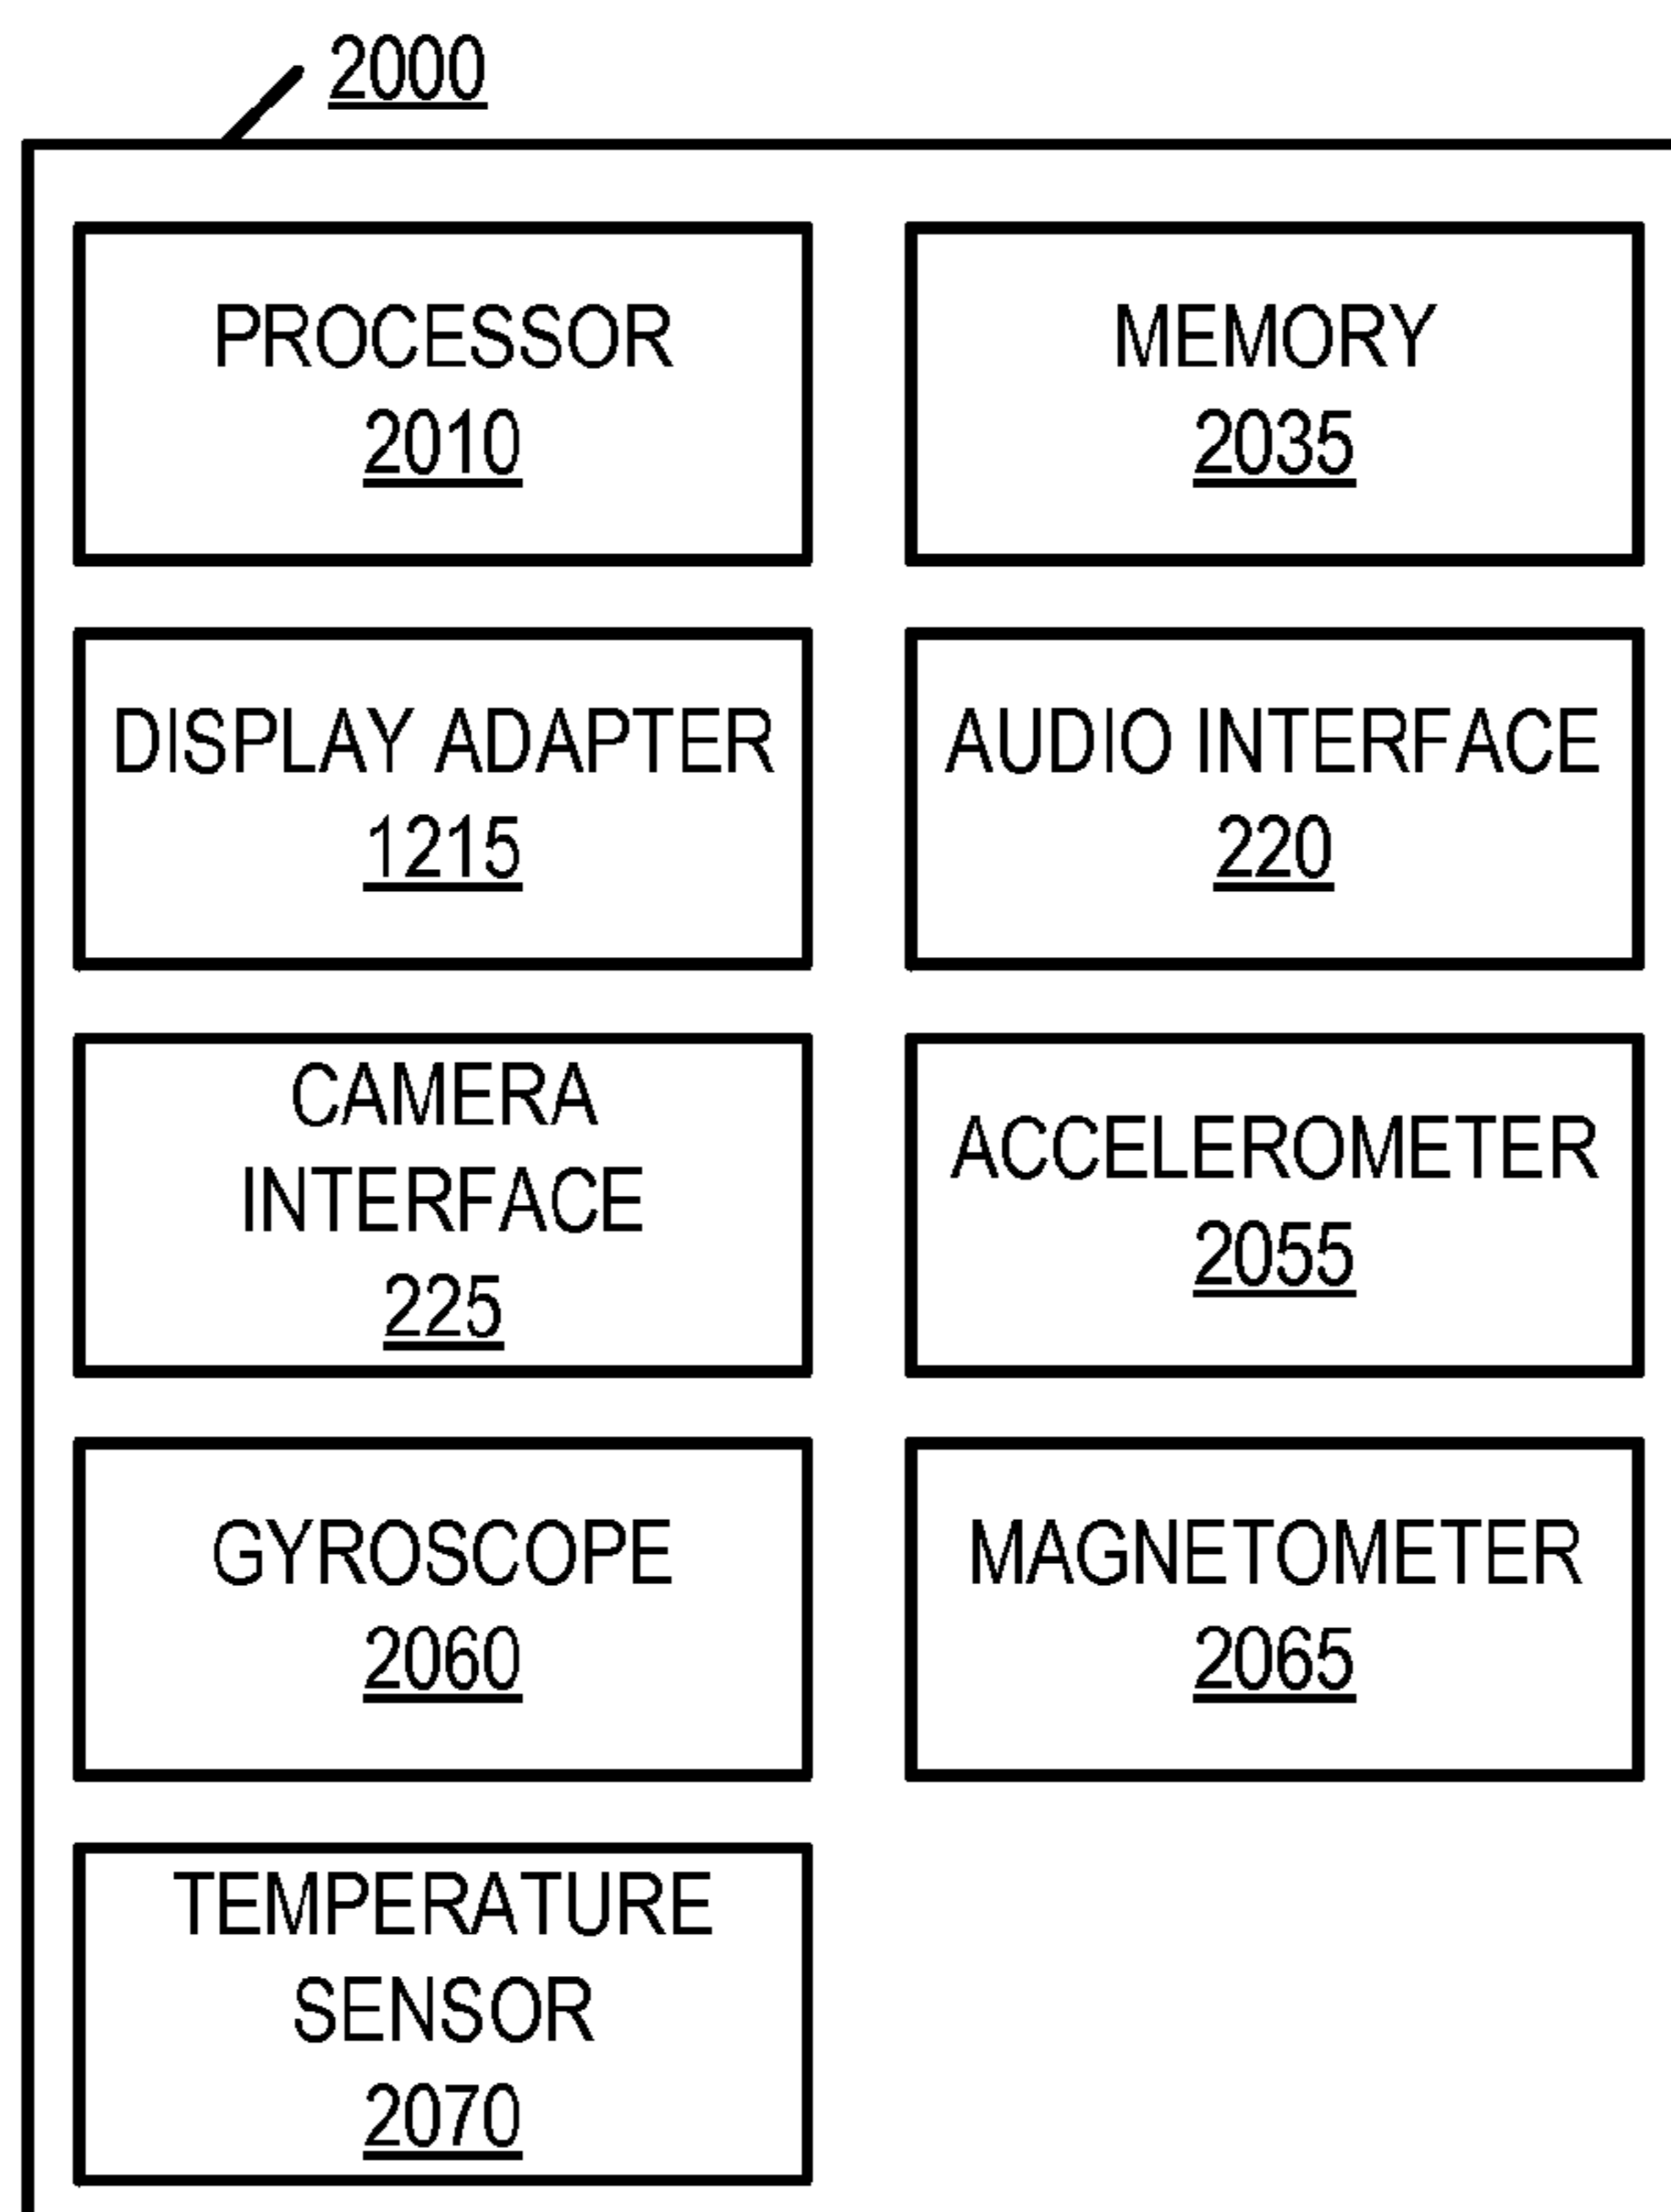 2000
PROCESSOR
2010
MEMORY
2035
DISPLAY ADAPTER
1215
AUDIO INTERFACE
220
CAMERA
INTERFACE
225
ACCELEROMETER
2055
GYROSCOPE
2060
MAGNETOMETER
2065
TEMPERATURE
SENSOR
2070